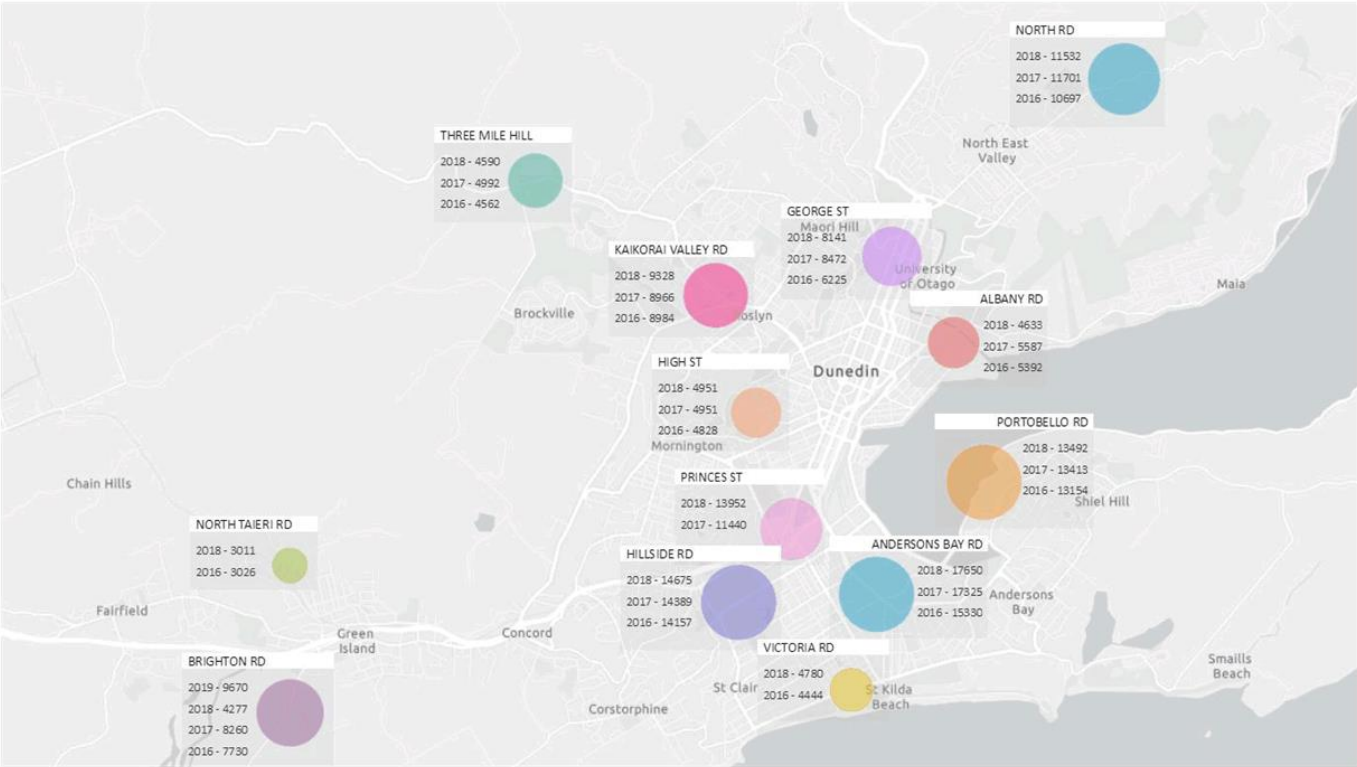 NORTH RD
2018 - 11532
2017 - 11701
2016 - 10697
North East
Valley
THREE MILE HILL
2018 - 4590
2017 - 4992
2016 - 4562
GEORGE ST
Maori Hill
2018 - 8141
2017 - 8472
2016 - 6225
University
of Otago
KAIKORAI VALLEY RD
2018 - 9328
2017 - 8966
2016 - 8984
Brockville
Maia
ALBANY RD
2018 - 4633
2017 - 5587
2016 - 5392
HIGH ST
2018 - 4951
2017 - 4951
2016 - 4828
Mornington
Dunedin
PORTOBELLO RD
2018 - 13492
2017 - 13413
2016 - 13154
Shiel Hill
Chain Hills
PRINCES ST
2018 - 13952
2017 - 11440
NORTH TAIERI RD
2018 - 3011
2016 - 3026
HILLSIDE RD
2018 - 14675
2017 - 14389
2016 - 14157
ANDERSONS BAY RD
2018 - 17650
2017 - 17325
2016 - 15330
Andersons
Bay
Fairfield
Green
Island
Concord
VICTORIA RD
2018 - 4780
2016 - 4444
St Clair
St Kilda
Beach
Smaills
Beach
Corstorphine
BRIGHTON RD
2019 - 9670
2018 - 4277
2017 - 8260
2016 - 7730